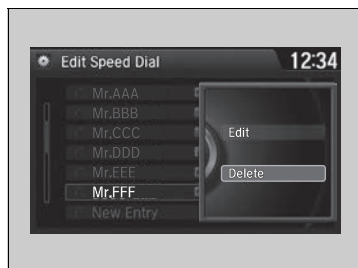 Edit Speed Dial 12:34
Mr.AAA
Mr.BBB
Mr.CCC
Mr.DDD
Mr.EEE
Mr.FFF
New Entry
Edit
Delete